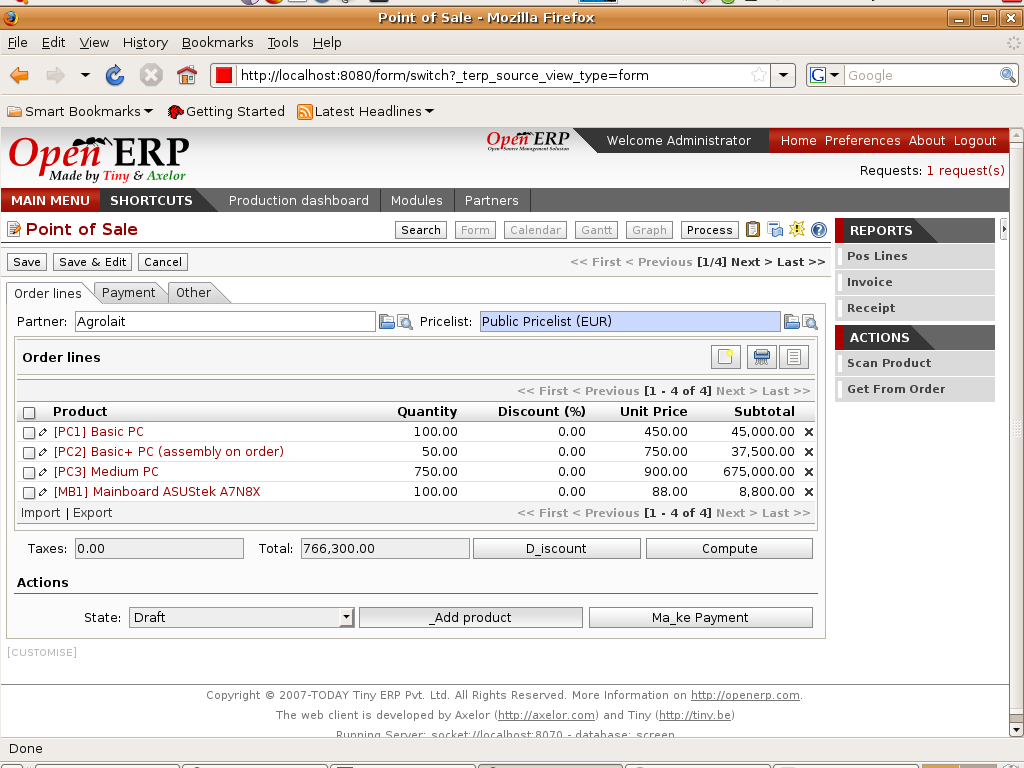 Point of Sale - Mozilla Firefox
File Edit View History Bookmarks Tools Help
http://localhost:8080/form/switch?_terp_source_view_type=form
G Google
Smart Bookmarks Getting Started Latest Headlines
Open ERP
Made by Tiny & Axelor
Open ERP
Open Source Management Solution
Welcome Administrator
Home Preferences About Logout
Requests: 1 request(s)
MAIN MENU SHORTCUTS Production dashboard Modules Partners
Point of Sale Search Form Calendar Gantt Graph Process
Save Save & Edit Cancel << First < Previous [1/4] Next > Last >>
Order lines Payment Other
Partner: Agrolait Pricelist: Public Pricelist (EUR)
Order lines
<< First < Previous [1 - 4 of 4] Next > Last >>
Product Quantity Discount (%) Unit Price Subtotal
[PC1] Basic PC 100.00 0.00 450.00 45,000.00
[PC2] Basic+ PC (assembly on order) 50.00 0.00 750.00 37,500.00
[PC3] Medium PC 750.00 0.00 900.00 675,000.00
[MB1] Mainboard ASUStek A7N8X 100.00 0.00 88.00 8,800.00
Import | Export << First < Previous [1 - 4 of 4] Next > Last >>
Taxes: 0.00 Total: 766,300.00 D_iscount Compute
Actions
State: Draft _Add product Ma_ke Payment
[CUSTOMISE]
REPORTS
Pos Lines
Invoice
Receipt
ACTIONS
Scan Product
Get From Order
Copyright © 2007-TODAY Tiny ERP Pvt. Ltd. All Rights Reserved. More Information on http://openerp.com.
The web client is developed by Axelor (http://axelor.com) and Tiny (http://tiny.be)
Running Server: socket://localhost:8070 - database: screen
Done